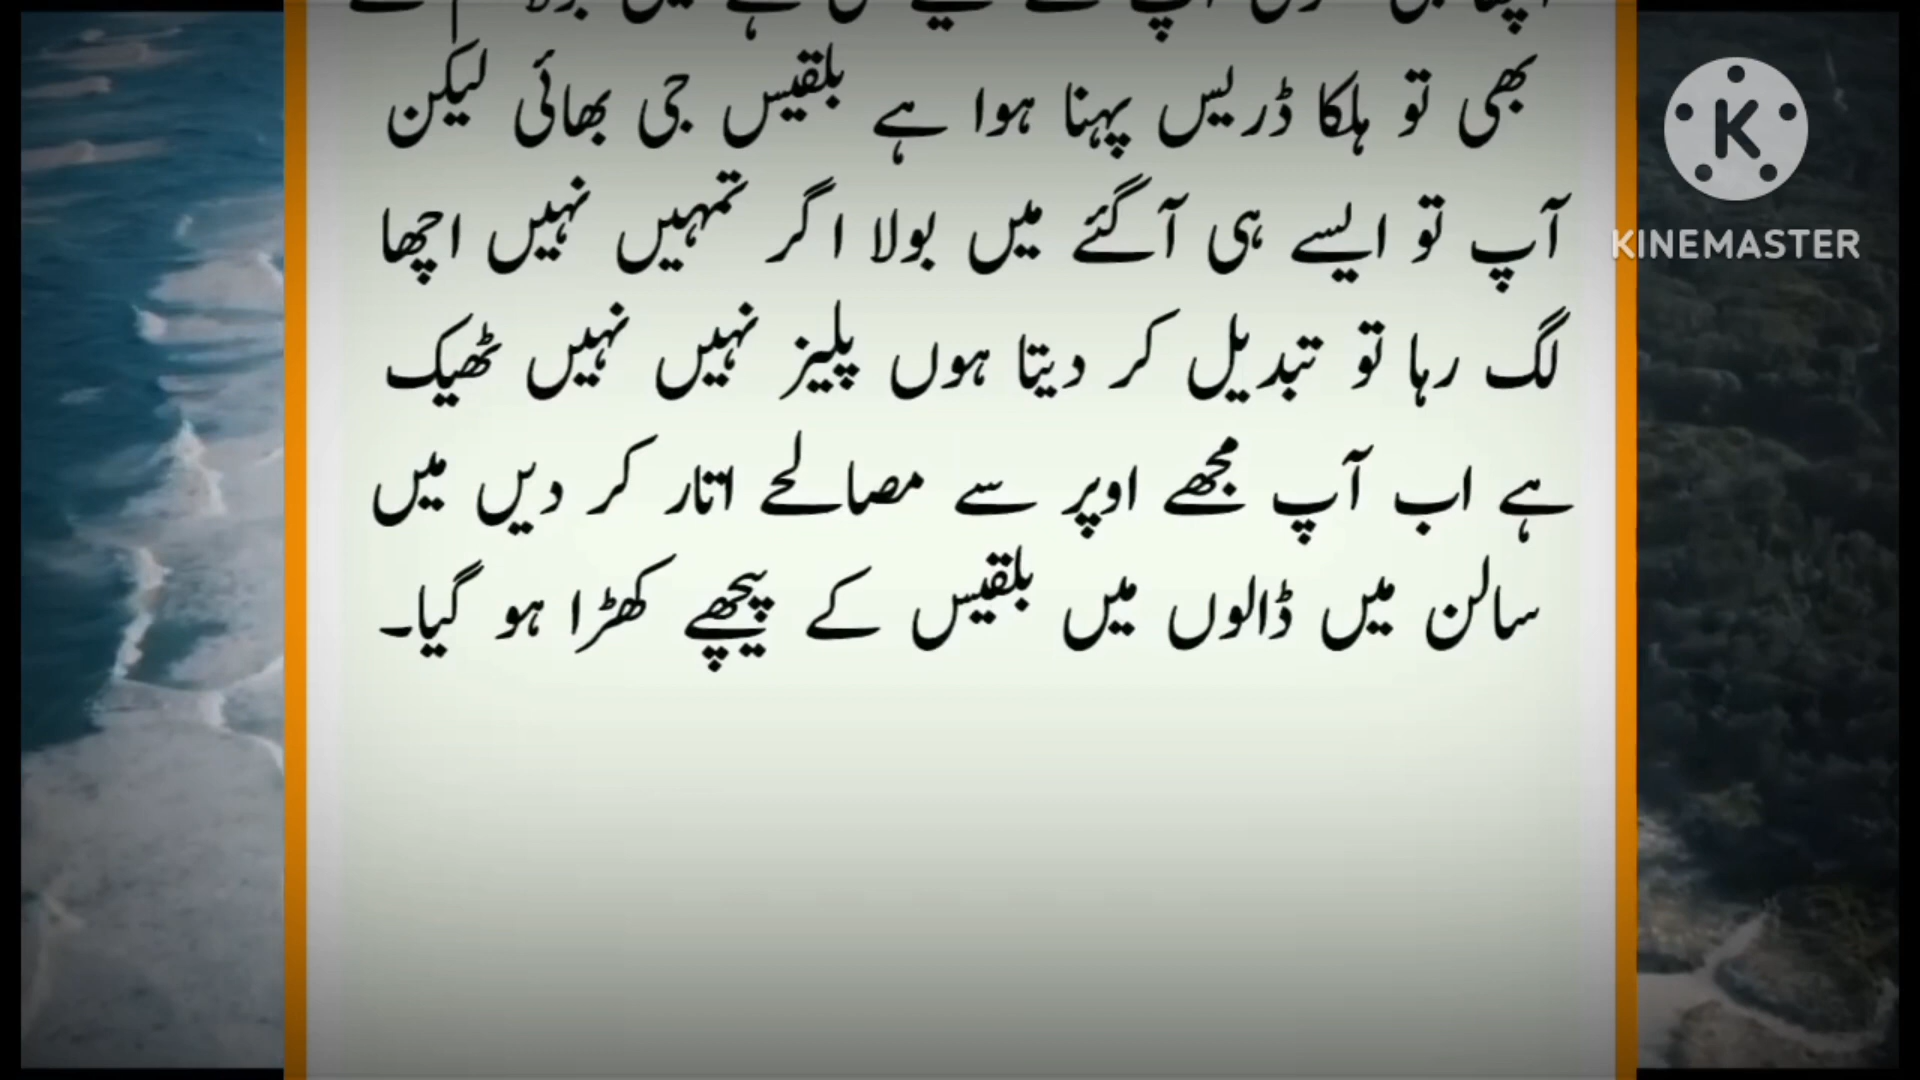 بھی تو ہلکا ڈریس پہنا ہوا ہے بلقیس جی بھائی لیکن
آپ تو ایسے ہی آگئے میں بولا اگر تمہیں نہیں اچھا
لگ رہا تو تبدیل کر دیتا ہوں پلیز نہیں نہیں ٹھیک
ہے اب آپ مجھے اوپر سے مصالحے اتار کر دیں میں
سالن میں ڈالوں میں بلقیس کے پیچھے کھڑا ہو گیا۔
K
KINEMASTER